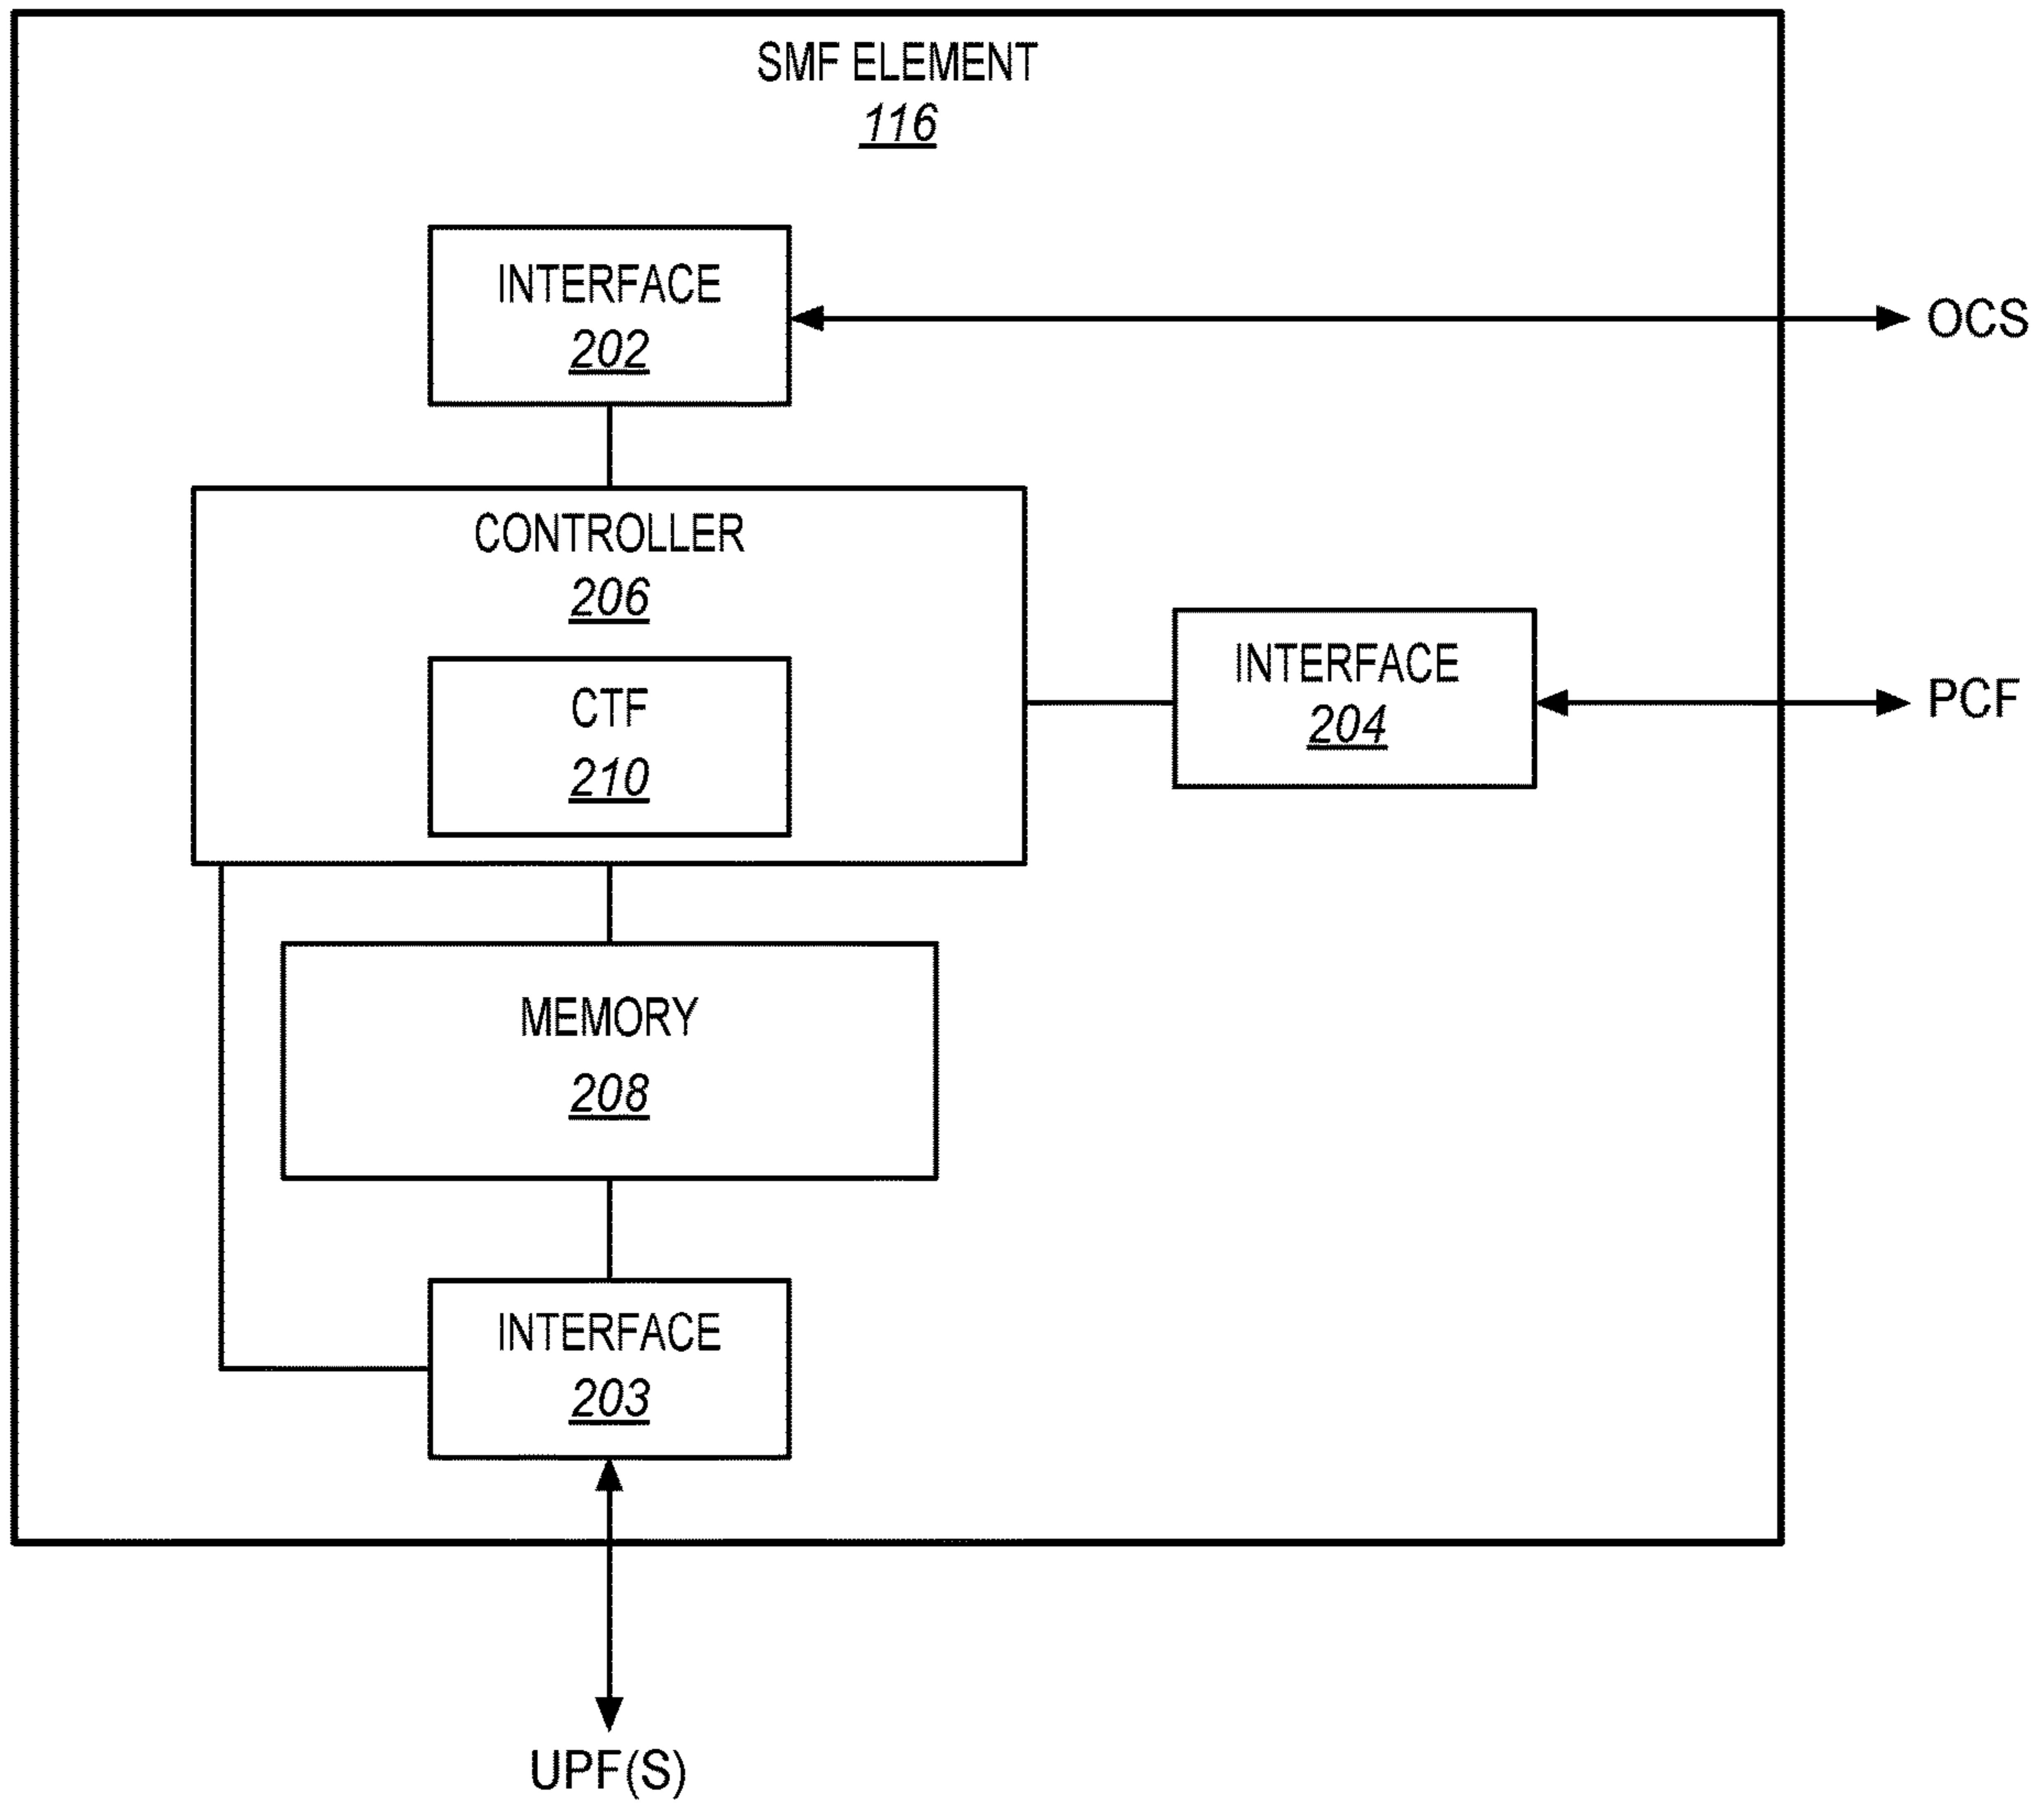 SMF ELEMENT
116
INTERFACE
202
OCS
CONTROLLER
206
CTF
210
INTERFACE
204
PCF
MEMORY
208
INTERFACE
203
UPF(S)